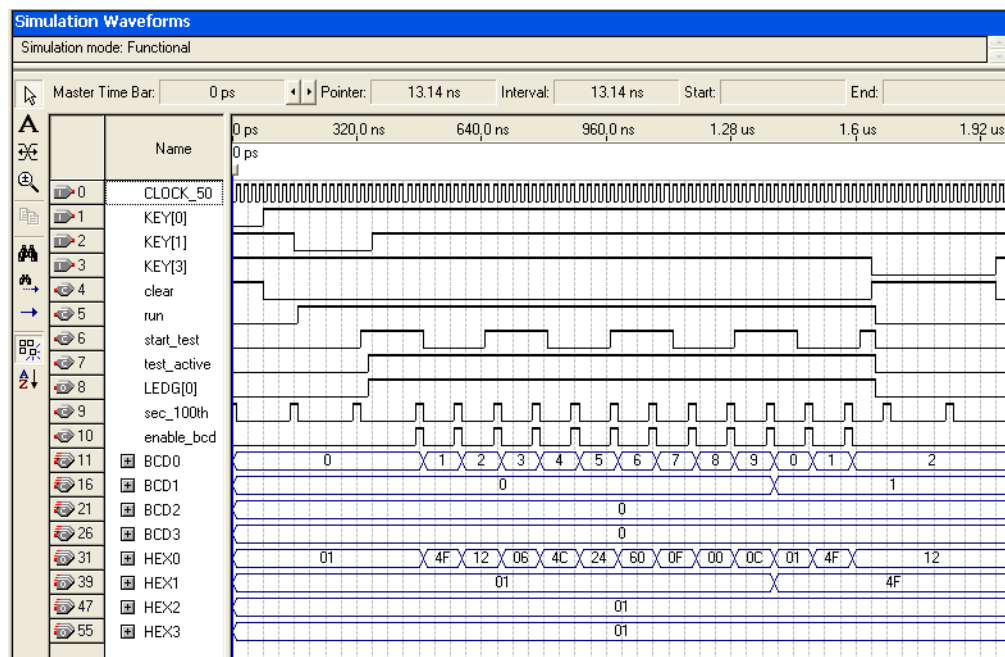 Simulation Waveforms
Simulation mode: Functional
Master Time Bar: 0 ps Pointer: 13.14 ns Interval: 13.14 ns Start: End:
Name 0 ps 320.0 ns 640.0 ns 960.0 ns 1.28 us 1.6 us 1.92 us
0 ps
0 CLOCK_50
1 KEY[0]
2 KEY[1]
3 KEY[3]
4 clear
5 run
6 start_test
7 test_active
8 LEDG[0]
9 sec_100th
10 enable_bcd
11 BCD0 0 1 2 3 4 5 6 7 8 9 0 1 2
16 BCD1 0 1
21 BCD2 0
26 BCD3 0
31 HEX0 01 4F 12 06 4C 24 60 0F 00 0C 01 4F 12
39 HEX1 01 4F
47 HEX2 01
55 HEX3 01